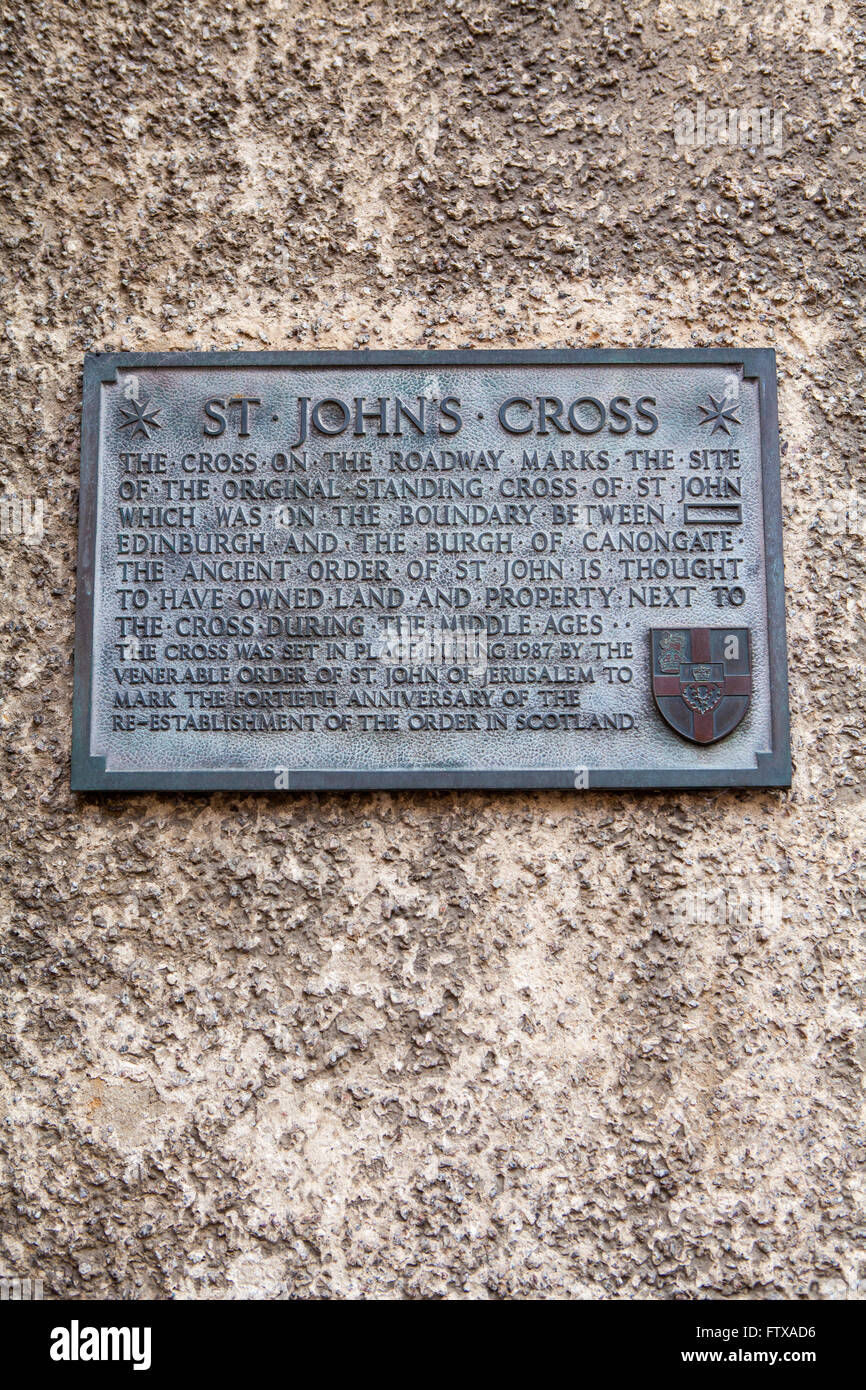 ST · JOHN'S · CROSS
THE · CROSS · ON · THE · ROADWAY · MARKS · THE · SITE
OF · THE · ORIGINAL · STANDING · CROSS · OF · ST JOHN
WHICH · WAS · ON · THE · BOUNDARY · BETWEEN
EDINBURGH · AND · THE · BURGH · OF · CANONGATE ·
THE · ANCIENT · ORDER · OF · ST JOHN · IS · THOUGHT
TO · HAVE · OWNED · LAND · AND · PROPERTY · NEXT · TO
THE · CROSS · DURING · THE · MIDDLE · AGES · ·
THE CROSS WAS SET IN PLACE DURING 1987 BY THE
VENERABLE ORDER OF ST JOHN OF JERUSALEM TO
MARK THE FORTIETH ANNIVERSARY OF THE
RE-ESTABLISHMENT OF THE ORDER IN SCOTLAND.
alamy stock photo
FTXAD6
www.alamy.com